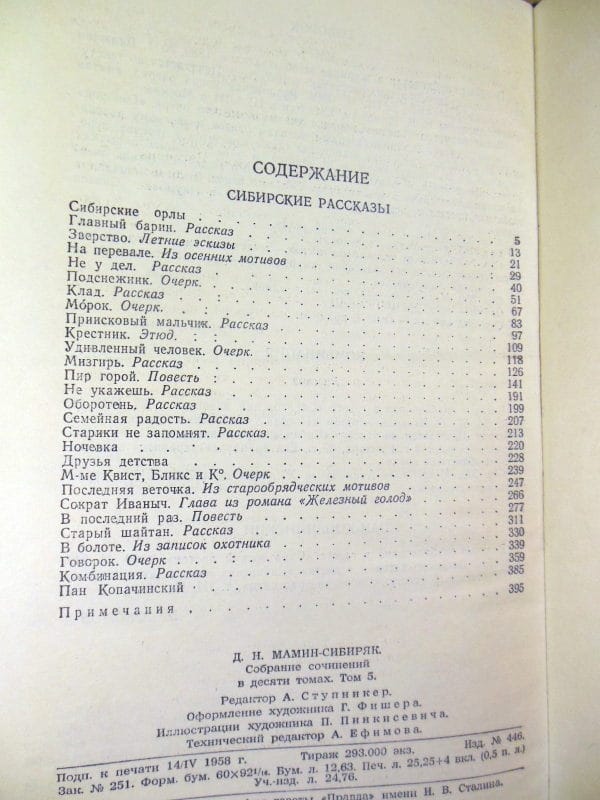 СОДЕРЖАНИЕ
СИБИРСКИЕ РАССКАЗЫ
Сибирские орлы . . . 5
Главный барин. Рассказ . . . 13
Зверство. Летние эскизы . . . 21
На перевале. Из осенних мотивов . . . 29
Не у дел. Рассказ . . . 40
Подснежник. Очерк. . . . 51
Клад. Рассказ . . . 67
Мо́рок. Очерк. . . . 83
Приисковый мальчик. Рассказ . . . 97
Крестник. Этюд. . . . 109
Удивленный человек. Очерк. . . . 118
Мизгирь. Рассказ . . . 126
Пир горой. Повесть . . . 141
Не укажешь. Рассказ . . . 191
Оборотень. Рассказ . . . 199
Семейная радость. Рассказ . . . 207
Старики не запомнят. Рассказ. . . . 213
Ночевка . . . 220
Друзья детства . . . 228
М-ме Квист, Бликс и К°. Очерк . . . 239
Последняя веточка. Из старообрядческих мотивов . . . 247
Сократ Иваныч. Глава из романа «Железный голод» . . . 266
В последний раз. Повесть . . . 277
Старый шайтан. Рассказ . . . 311
В болоте. Из записок охотника . . . 330
Говорок. Очерк . . . 339
Комбинация. Рассказ . . . 359
Пан Копачинский . . . 385
Примечания . . . 395
Д. Н. МАМИН-СИБИРЯК.
Собрание сочинений
в десяти томах. Том 5.
Редактор А. Ступникер.
Оформление художника Г. Фишера.
Иллюстрации художника П. Пинкисевича.
Технический редактор А. Ефимова.
Подп. к печати 14/IV 1958 г. Тираж 293.000 экз. Изд. № 446.
Зак. № 251. Форм. бум. 60×92¹/₁₆. Бум. л. 12,63. Печ. л. 25,25+4 вкл. (0,5 п. л.)
Уч.-изд. л. 24,76.
газеты «Правда» имени И. В. Сталина.